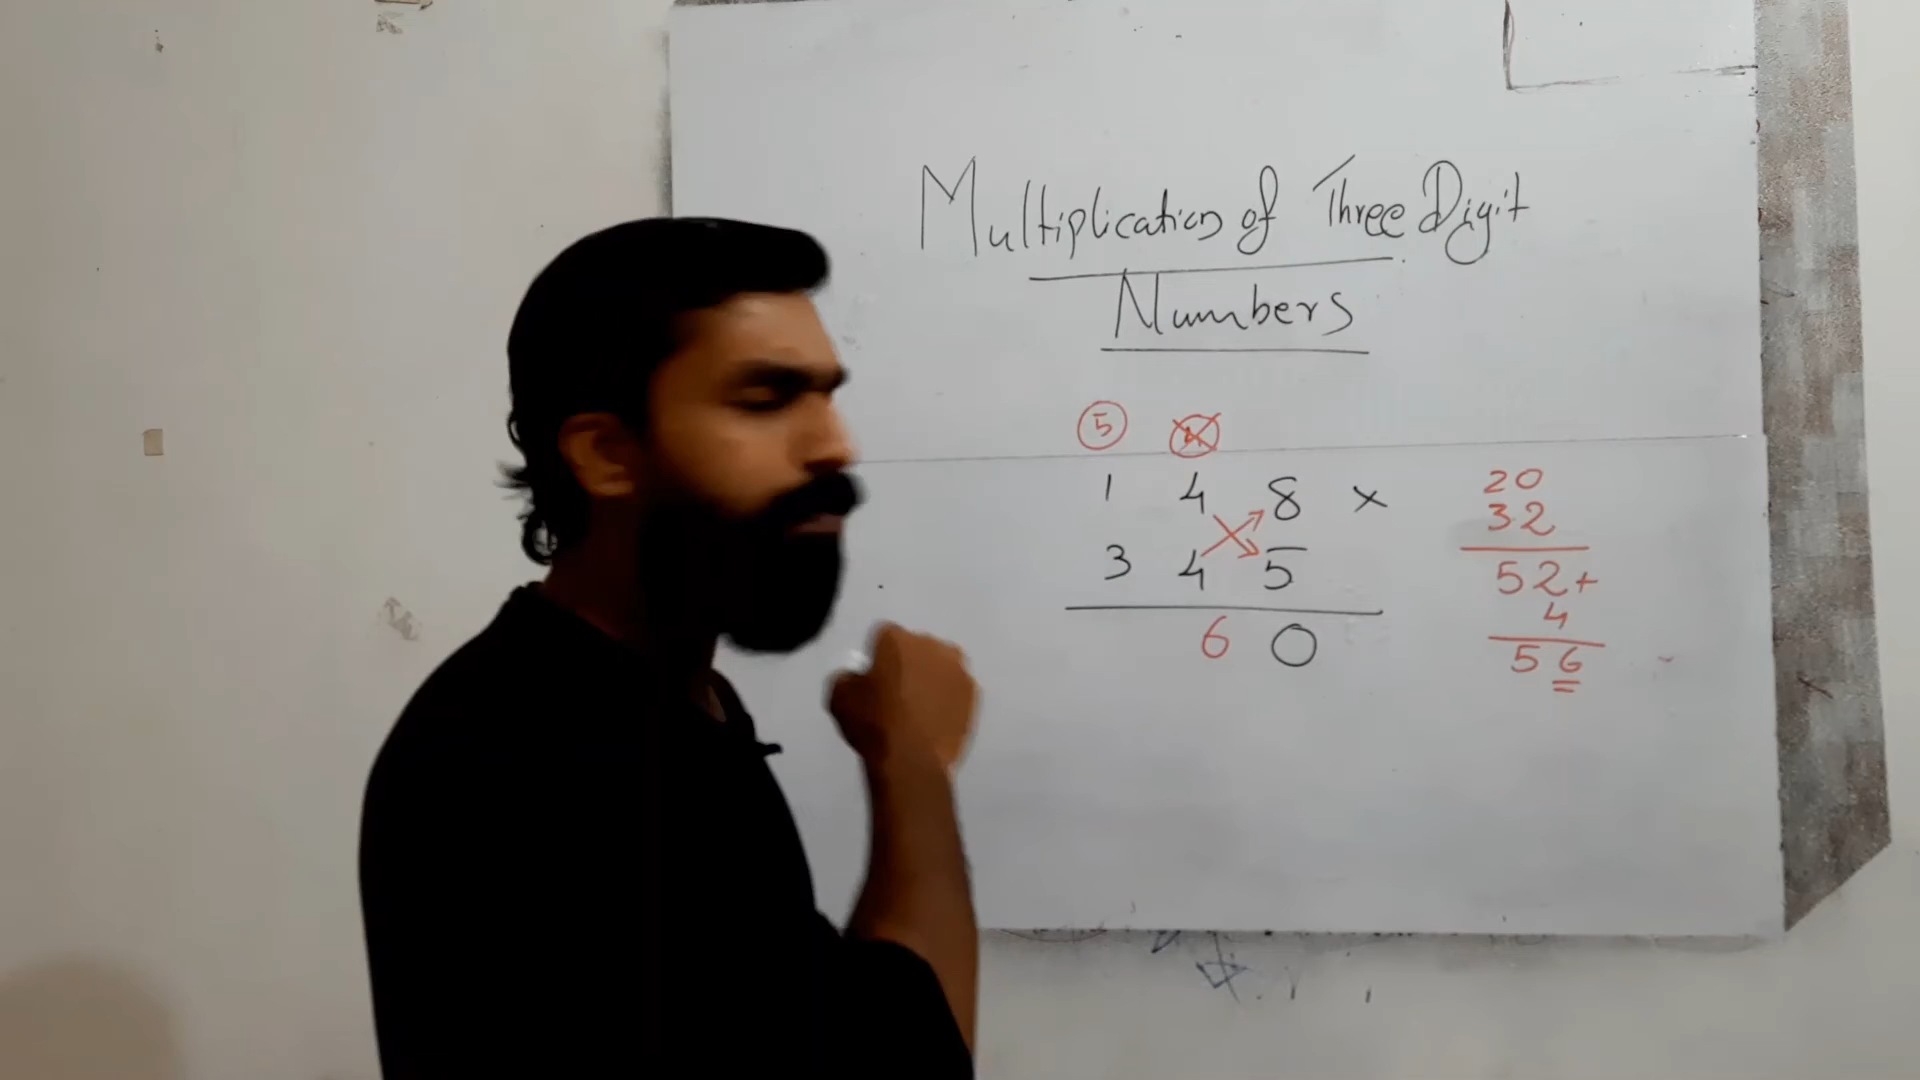 Multiplication of Three Digit
Numbers
5 4
1 4 8 ×
3 4 5
6 0
20
32
52+
4
56